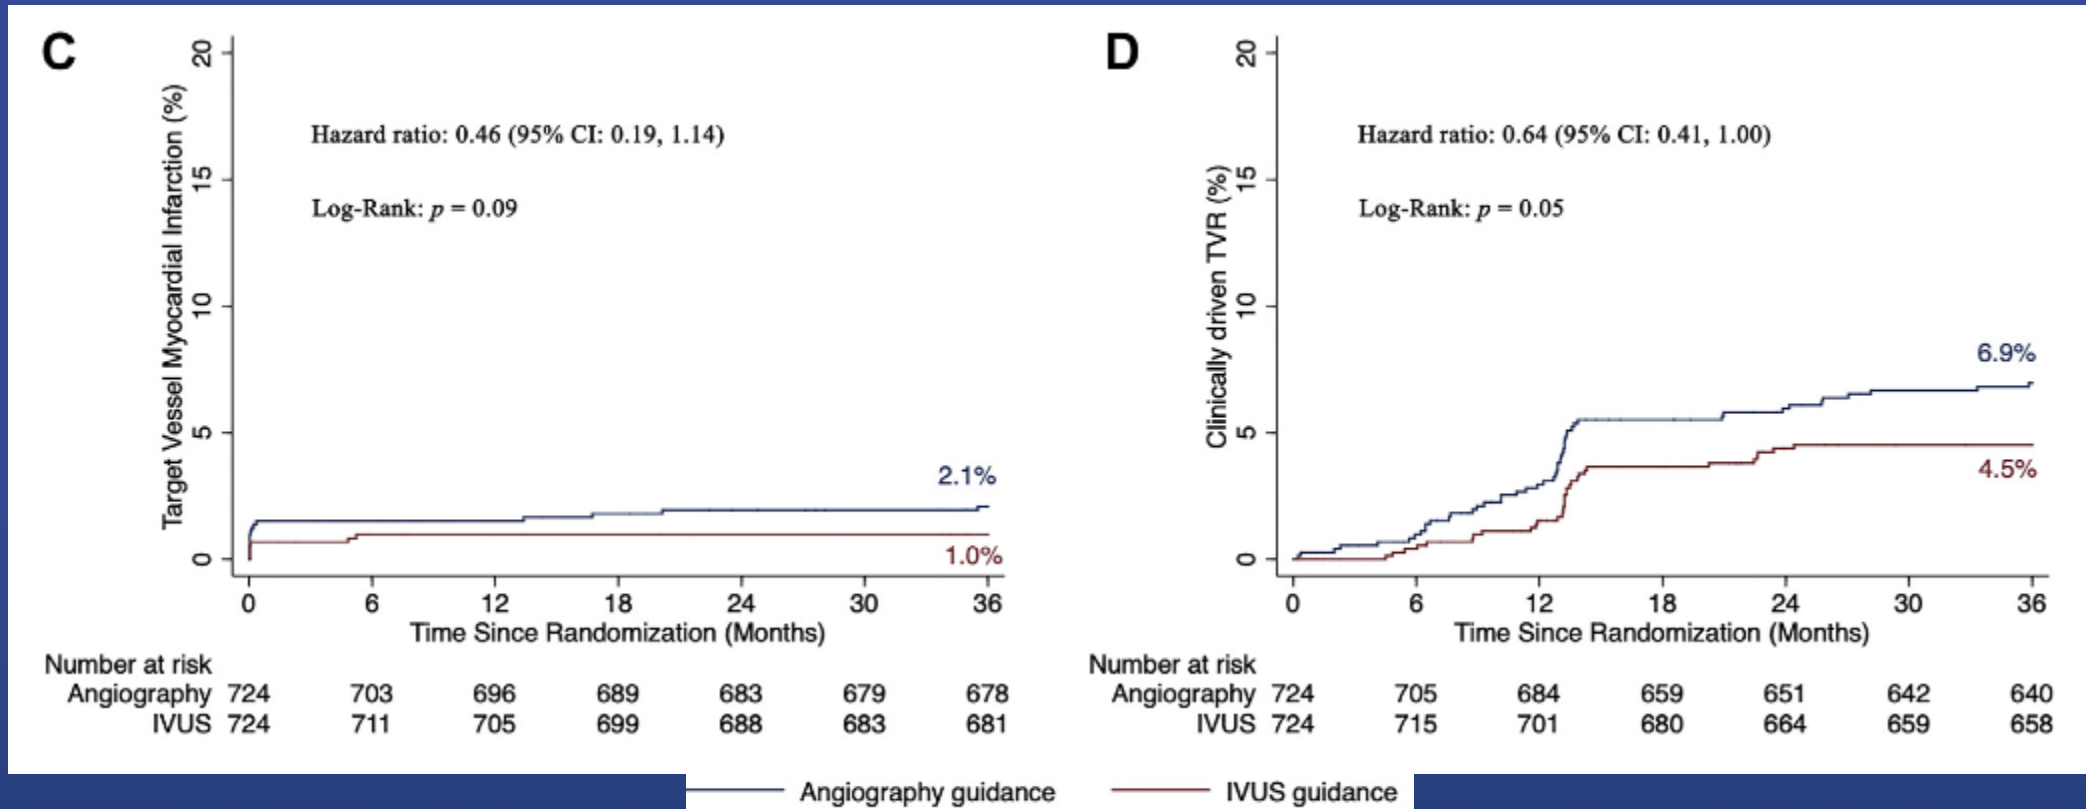 C
20
15
10
5
0
Target Vessel Myocardial Infarction (%)
Hazard ratio: 0.46 (95% CI: 0.19, 1.14)
Log-Rank: p = 0.09
2.1%
1.0%
0 6 12 18 24 30 36
Time Since Randomization (Months)
Number at risk
Angiography 724 703 696 689 683 679 678
IVUS 724 711 705 699 688 683 681
D
20
15
10
5
0
Clinically driven TVR (%)
Hazard ratio: 0.64 (95% CI: 0.41, 1.00)
Log-Rank: p = 0.05
6.9%
4.5%
0 6 12 18 24 30 36
Time Since Randomization (Months)
Number at risk
Angiography 724 705 684 659 651 642 640
IVUS 724 715 701 680 664 659 658
Angiography guidance
IVUS guidance